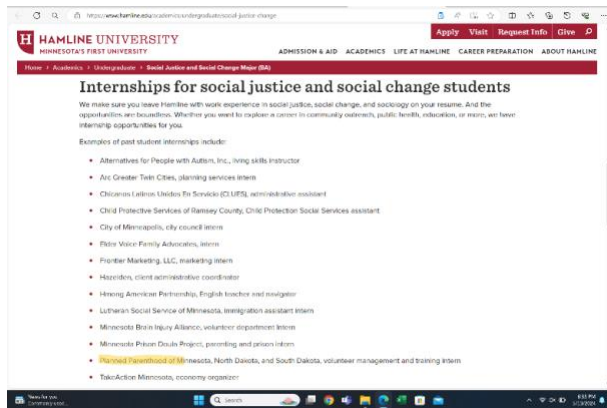 https://www.hamline.edu/academics/undergraduate/social-justice-change
Apply Visit Request Info Give
H HAMLINE UNIVERSITY
MINNESOTA'S FIRST UNIVERSITY
ADMISSION & AID ACADEMICS LIFE AT HAMLINE CAREER PREPARATION ABOUT HAMLINE
Home > Academics > Undergraduate > Social Justice and Social Change Major (BA)
Internships for social justice and social change students
We make sure you leave Hamline with work experience in social justice, social change, and sociology on your resume. And the
opportunities are boundless. Whether you want to explore a career in community outreach, public health, education, or more, we have
internship opportunities for you.
Examples of past student internships include:
• Alternatives for People with Autism, Inc., living skills instructor
• Arc Greater Twin Cities, planning services intern
• Chicanos Latinos Unidos En Servicio (CLUES), administrative assistant
• Child Protective Services of Ramsey County, Child Protection Social Services assistant
• City of Minneapolis, city council intern
• Elder Voice Family Advocates, intern
• Frontier Marketing, LLC, marketing intern
• Hazelden, client administrative coordinator
• Hmong American Partnership, English teacher and navigator
• Lutheran Social Service of Minnesota, immigration assistant intern
• Minnesota Brain Injury Alliance, volunteer department intern
• Minnesota Prison Doula Project, parenting and prison intern
• Planned Parenthood of Minnesota, North Dakota, and South Dakota, volunteer management and training intern
• TakeAction Minnesota, economy organizer
News for you
Search